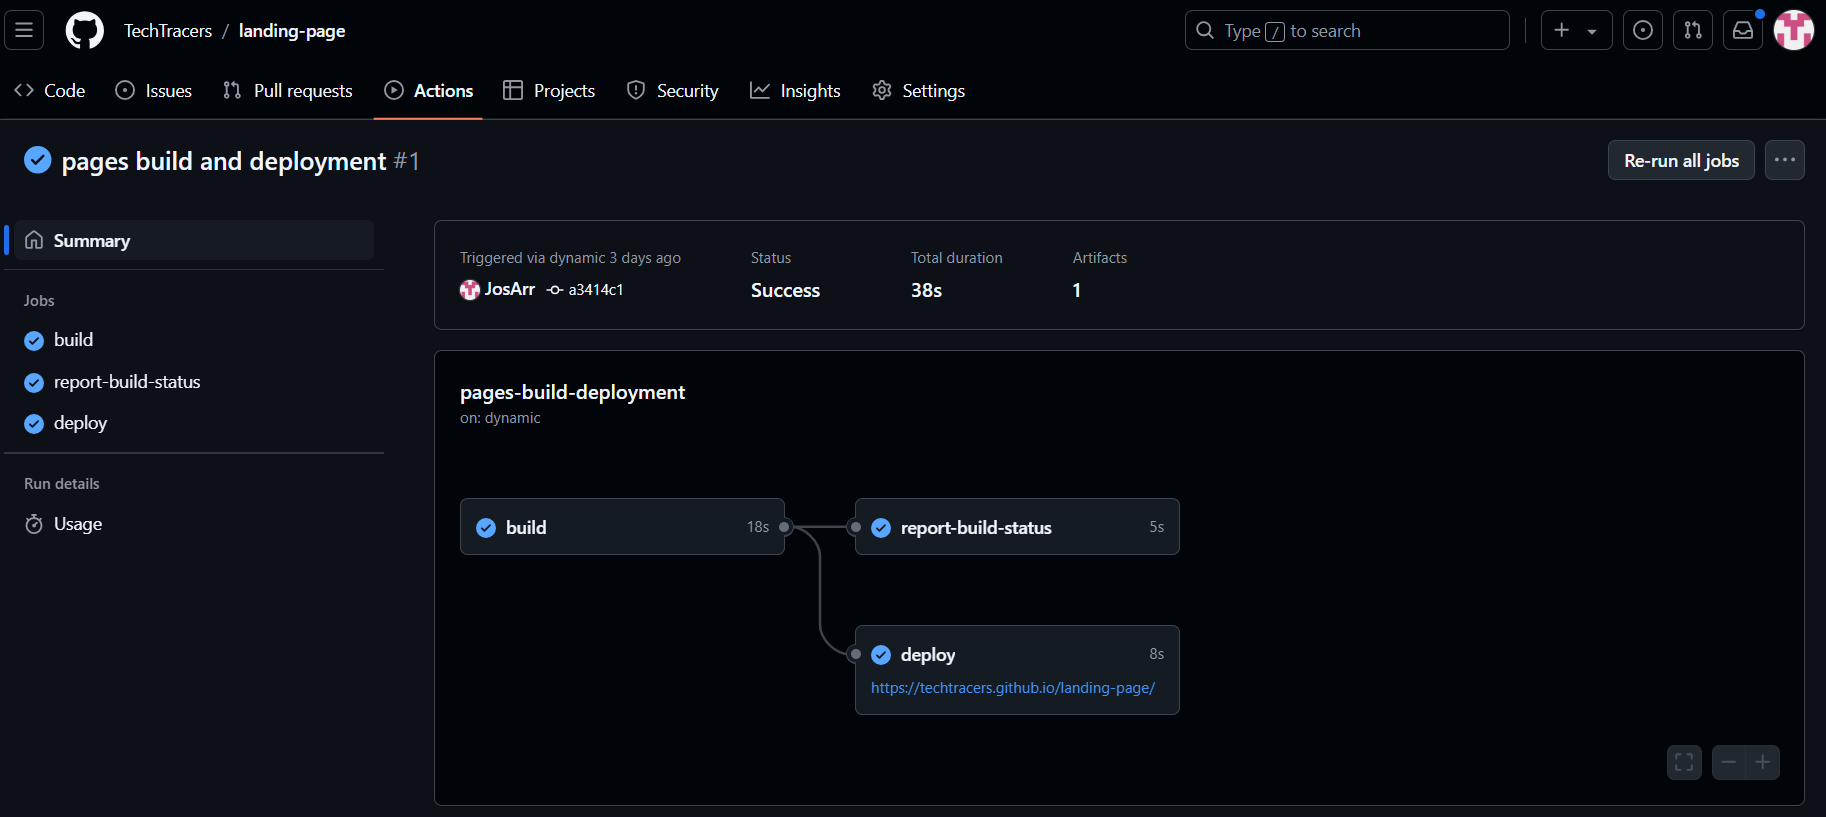 TechTracers / landing-page
Type / to search
Code Issues Pull requests Actions Projects Security Insights Settings
pages build and deployment #1
Re-run all jobs
Summary
Jobs
build
report-build-status
deploy
Run details
Usage
Triggered via dynamic 3 days ago
JosArr a3414c1
Status
Success
Total duration
38s
Artifacts
1
pages-build-deployment
on: dynamic
build 18s
report-build-status 5s
deploy 8s
https://techtracers.github.io/landing-page/